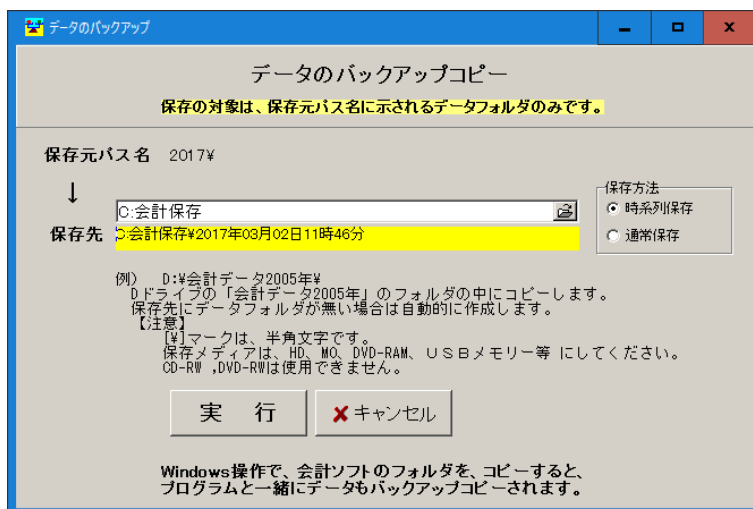 データのバックアップ
データのバックアップコピー
保存の対象は、保存元パス名に示されるデータフォルダのみです。
保存元パス名 2017¥
↓
C:会計保存
保存先 C:会計保存¥2017年03月02日11時46分
保存方法
時系列保存
通常保存
例) D:¥会計データ2005年¥
Dドライブの「会計データ2005年」のフォルダの中にコピーします。
保存先にデータフォルダが無い場合は自動的に作成します。
【注意】
[¥]マークは、半角文字です。
保存メディアは、HD、MO、DVD-RAM、USBメモリー等 にしてください。
CD-RW ,DVD-RWは使用できません。
実 行
キャンセル
Windows操作で、会計ソフトのフォルダを、コピーすると、
プログラムと一緒にデータもバックアップコピーされます。